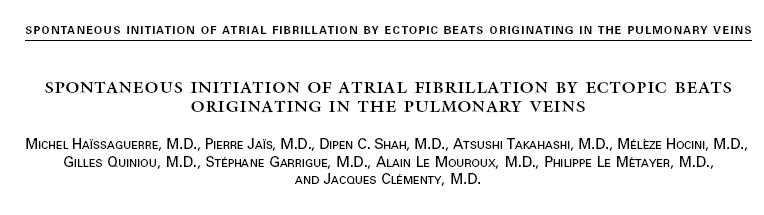 SPONTANEOUS INITIATION OF ATRIAL FIBRILLATION BY ECTOPIC BEATS ORIGINATING IN THE PULMONARY VEINS
SPONTANEOUS INITIATION OF ATRIAL FIBRILLATION BY ECTOPIC BEATS
ORIGINATING IN THE PULMONARY VEINS
MICHEL HAÏSSAGUERRE, M.D., PIERRE JAÏS, M.D., DIPEN C. SHAH, M.D., ATSUSHI TAKAHASHI, M.D., MÉLÈZE HOCINI, M.D.,
GILLES QUINIOU, M.D., STÉPHANE GARRIGUE, M.D., ALAIN LE MOUROUX, M.D., PHILIPPE LE MÉTAYER, M.D.,
AND JACQUES CLÉMENTY, M.D.